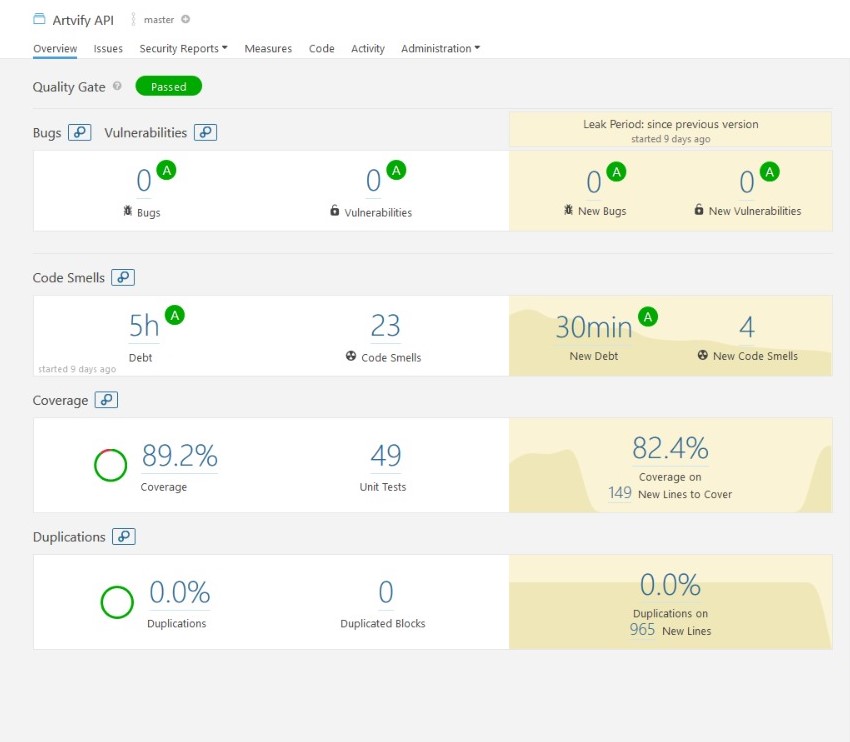 Artvify API master
Overview Issues Security Reports Measures Code Activity Administration
Quality Gate ? Passed
Bugs Vulnerabilities
Leak Period: since previous version
started 9 days ago
0 A 0 A 0 A 0 A
Bugs Vulnerabilities New Bugs New Vulnerabilities
Code Smells
5h A 23 30min A 4
Debt Code Smells New Debt New Code Smells
started 9 days ago
Coverage
89.2% 49 82.4%
Coverage Unit Tests Coverage on
149 New Lines to Cover
Duplications
0.0% 0 0.0%
Duplications Duplicated Blocks Duplications on
965 New Lines